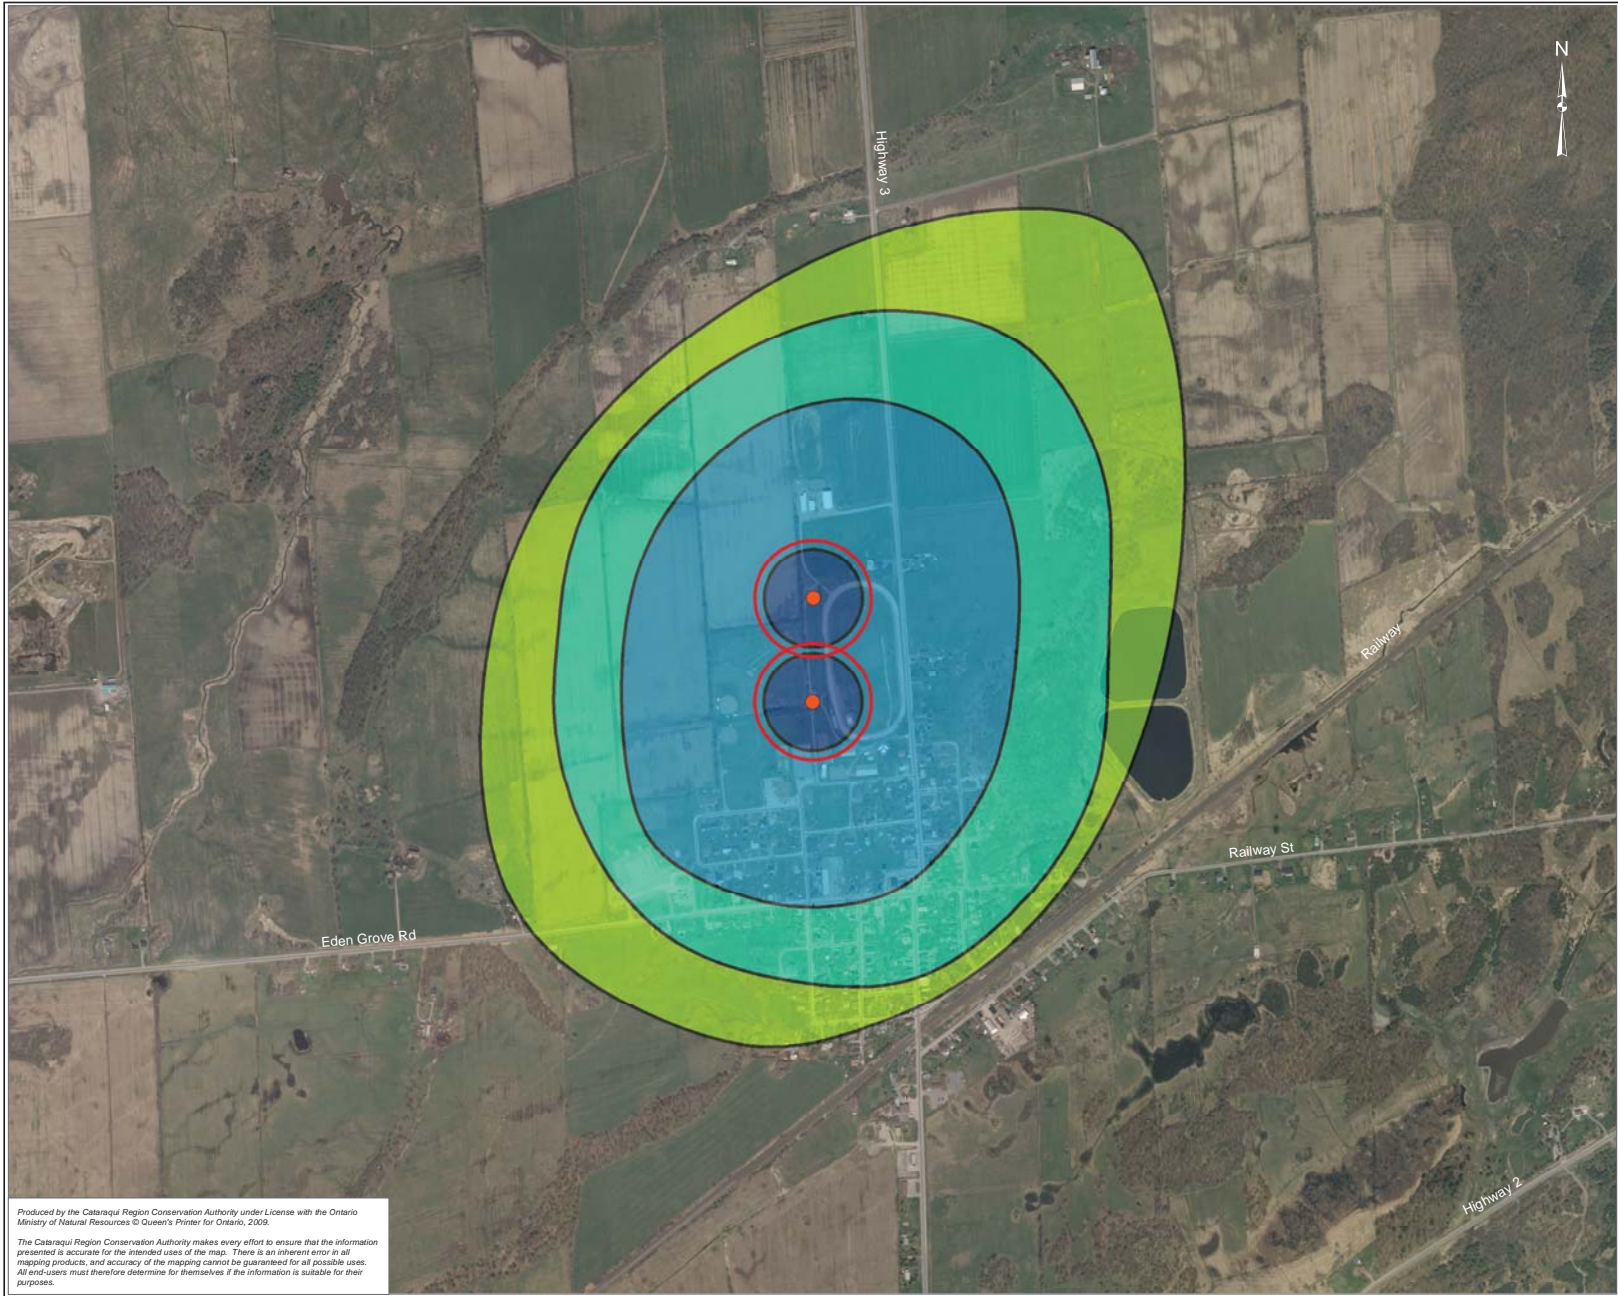 N
Highway 3
Railway
Railway St
Eden Grove Rd
Highway 2
Produced by the Cataraqui Region Conservation Authority under License with the Ontario
Ministry of Natural Resources © Queen's Printer for Ontario, 2009.
The Cataraqui Region Conservation Authority makes every effort to ensure that the information
presented is accurate for the intended uses of the map. There is an inherent error in all
mapping products, and accuracy of the mapping cannot be guaranteed for all possible uses.
All end-users must therefore determine for themselves if the information is suitable for their
purposes.